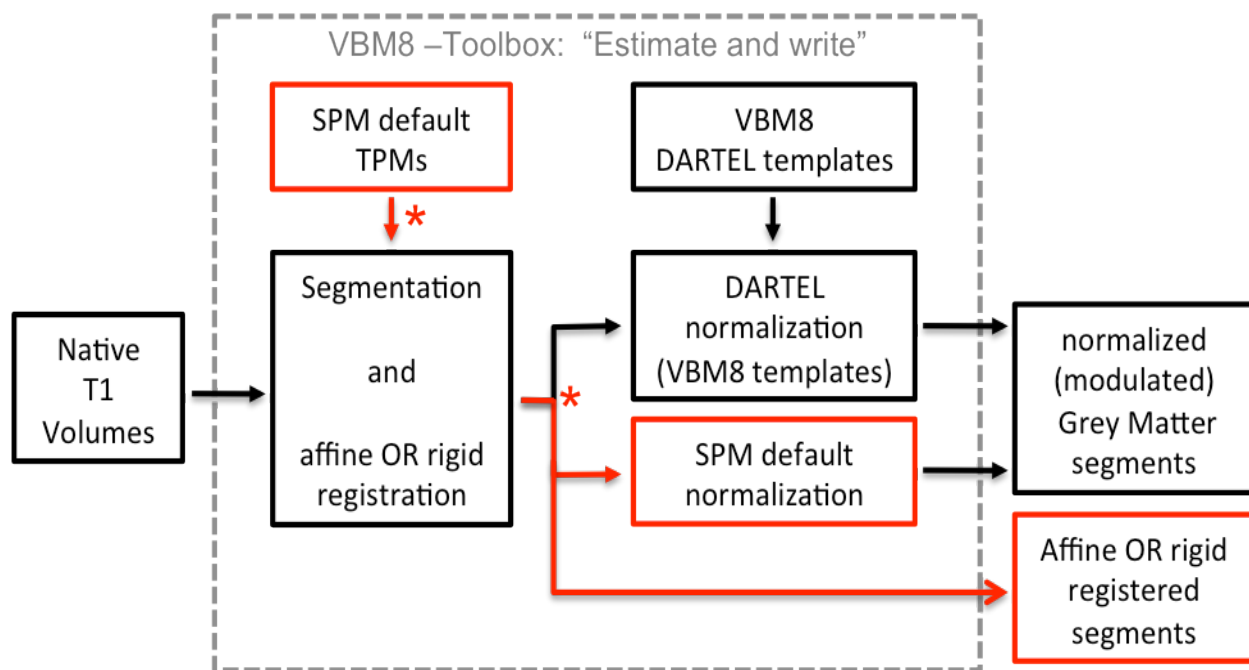 VBM8 –Toolbox: “Estimate and write”
SPM default
TPMs
*
VBM8
DARTEL templates
Native
T1
Volumes
Segmentation
and
affine OR rigid
registration
*
DARTEL
normalization
(VBM8 templates)
SPM default
normalization
normalized
(modulated)
Grey Matter
segments
Affine OR rigid
registered
segments